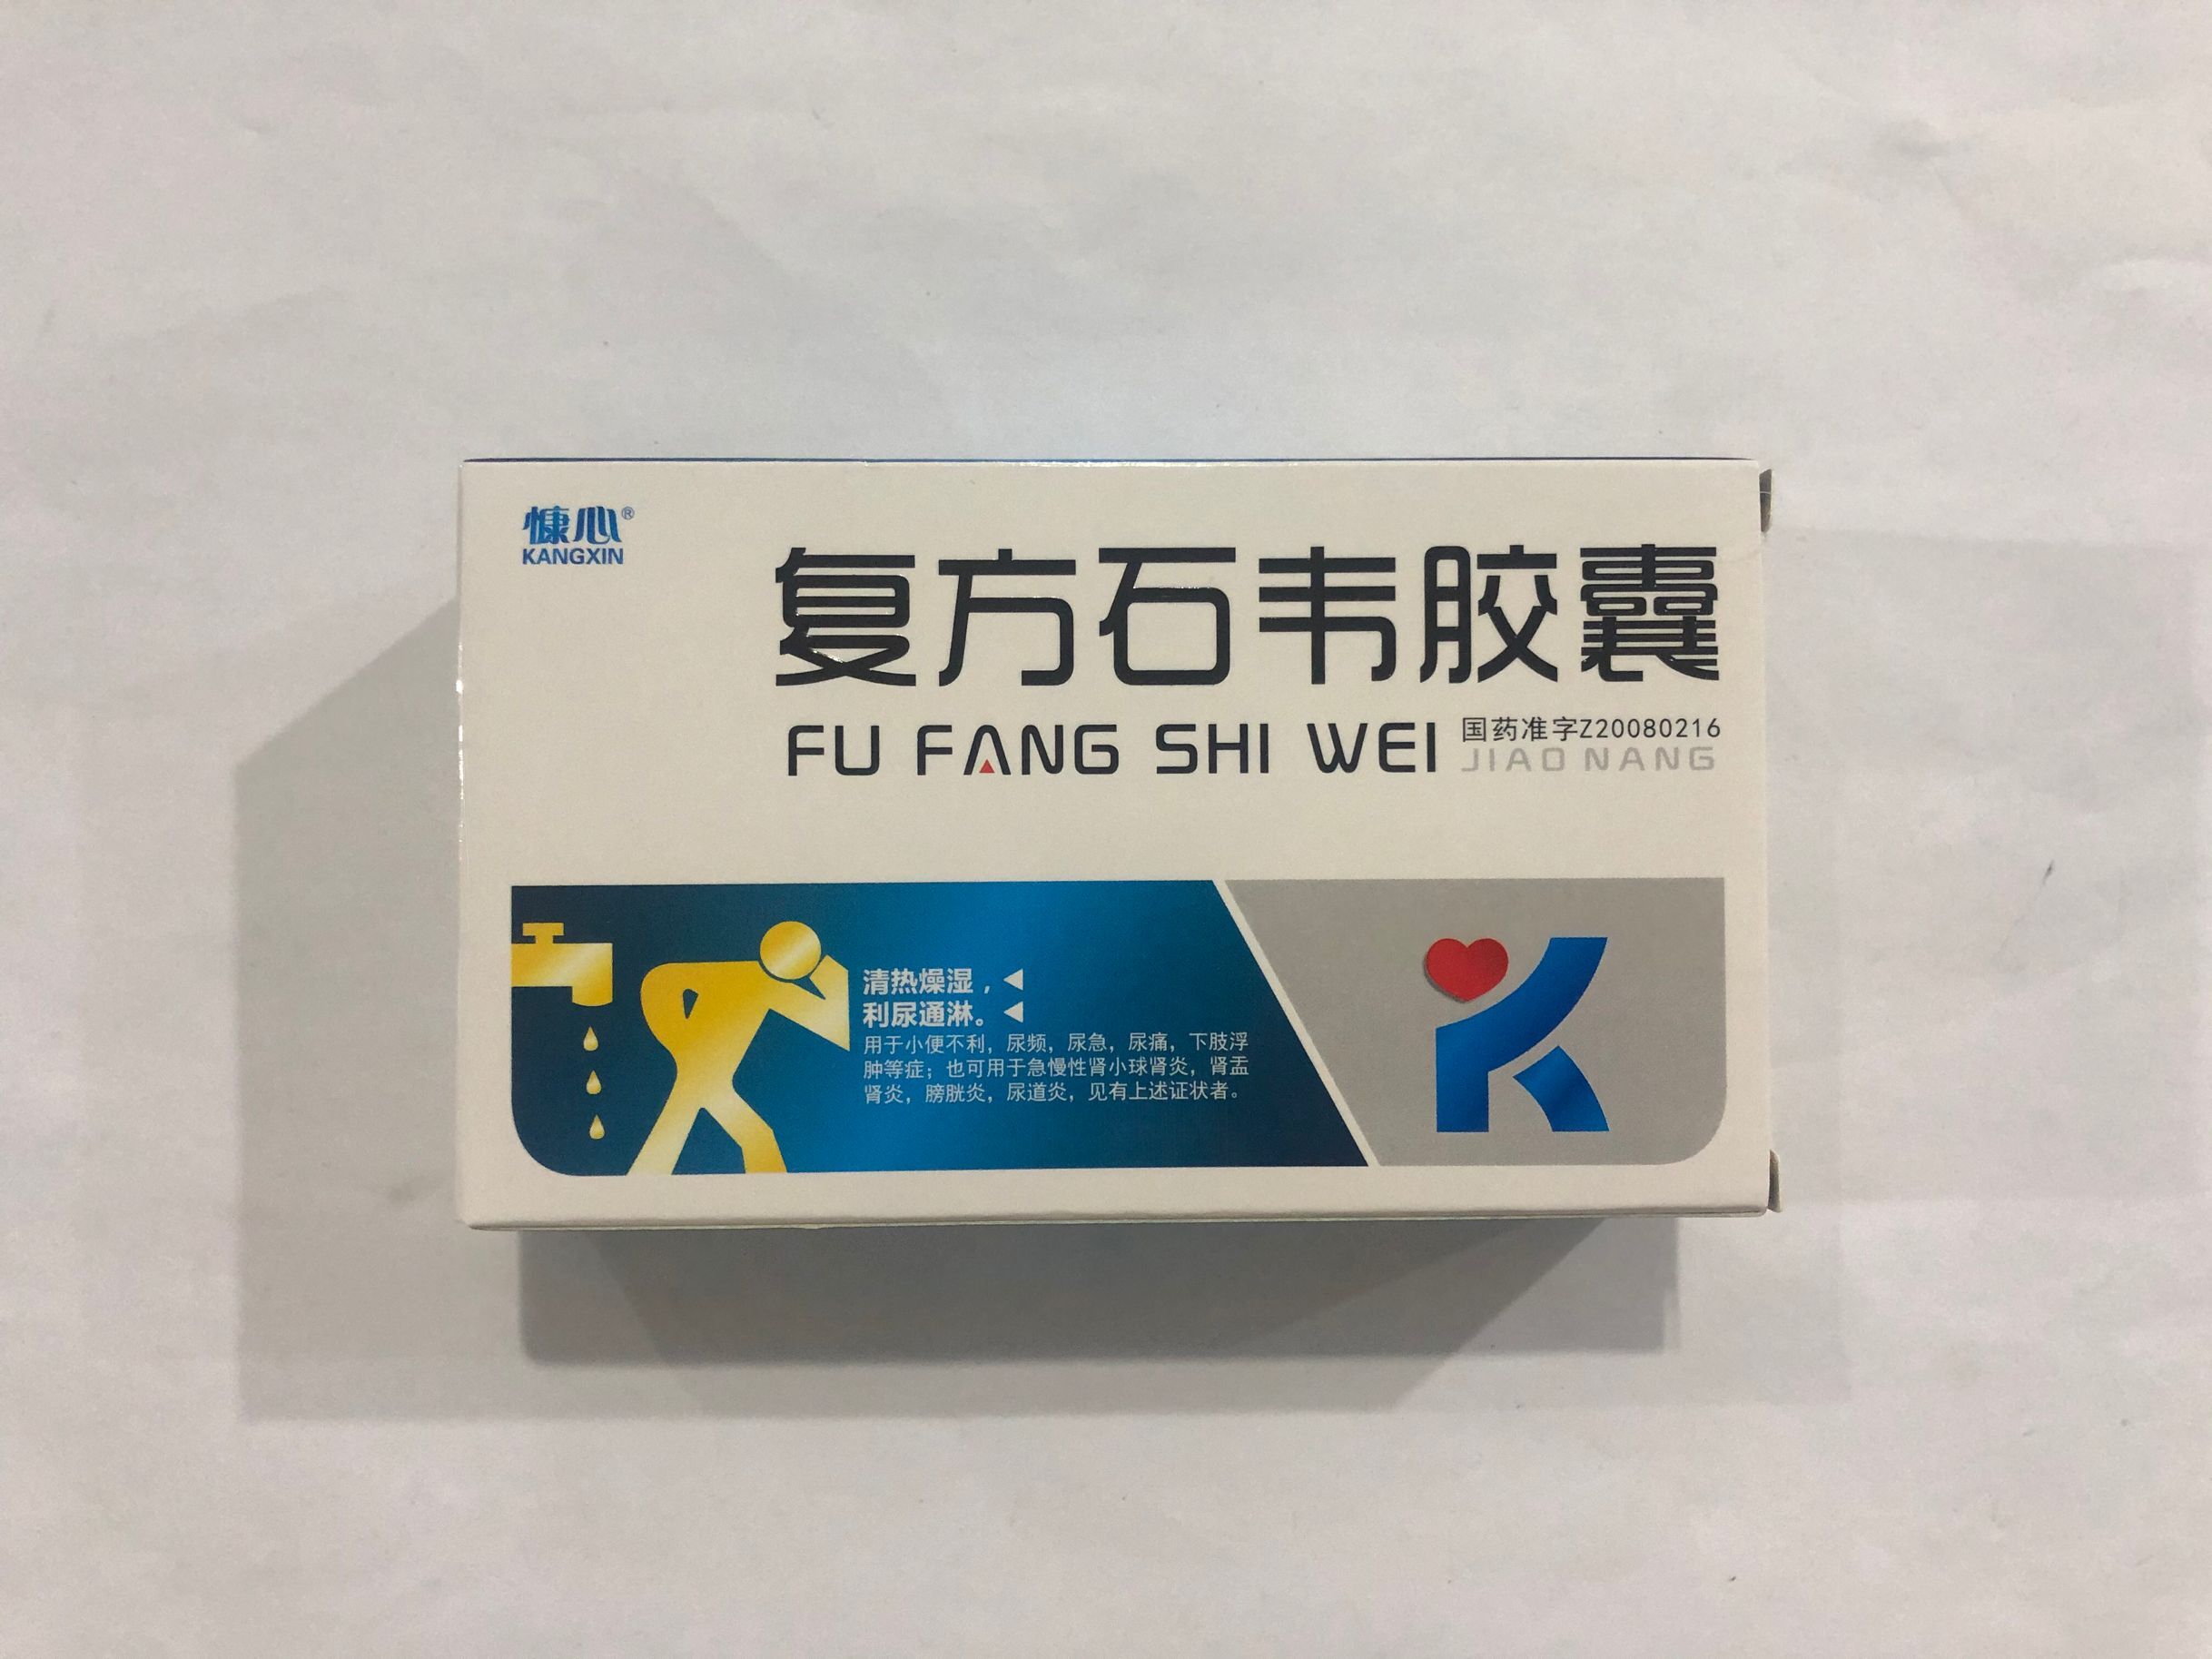 慷心®
KANGXIN
复方石韦胶囊
FU FANG SHI WEI
国药准字Z20080216
JIAO NANG
清热燥湿，
利尿通淋。
用于小便不利，尿频，尿急，尿痛，下肢浮
肿等症；也可用于急慢性肾小球肾炎，肾盂
肾炎，膀胱炎，尿道炎，见有上述证状者。